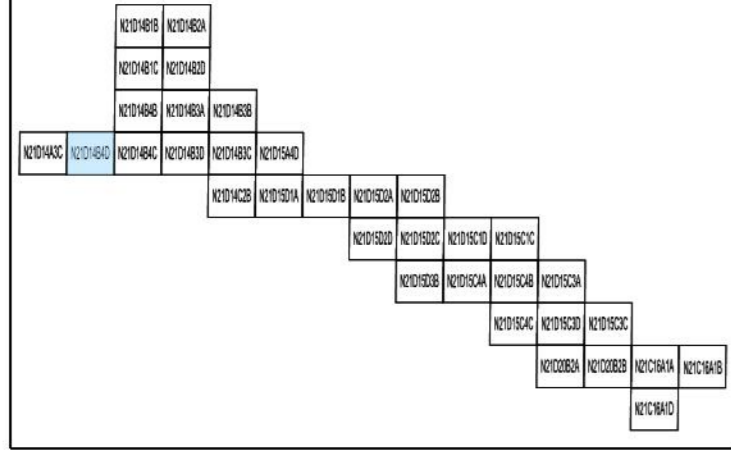 N21D14B1B N21D14B2A
N21D14B1C N21D14B2D
N21D14B4B N21D14B3A N21D14B3B
N21D14A3C N21D14B4D N21D14B4C N21D14B3D N21D14B3C N21D15A4D
N21D14C2B N21D15D1A N21D15D1B N21D15D2A N21D15D2B
N21D15D2D N21D15D2C N21D15C1D N21D15C1C
N21D15D3B N21D15C4A N21D15C4B N21D15C3A
N21D15C4C N21D15C3D N21D15C3C
N21D20B2A N21D20B2B N21C16A1A N21C16A1B
N21C16A1D